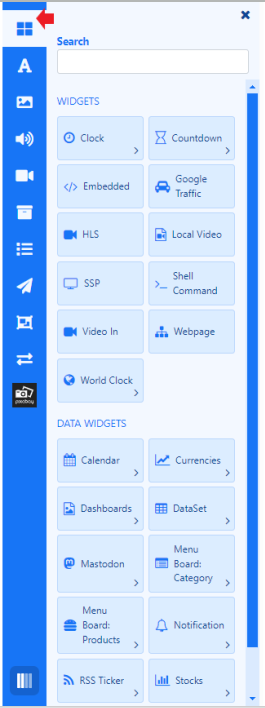 Search
WIDGETS
Clock
Countdown
Embedded
Google
Traffic
HLS
Local Video
SSP
Shell
Command
Video In
Webpage
World Clock
DATA WIDGETS
Calendar
Currencies
Dashboards
DataSet
Mastodon
Menu
Board:
Category
Menu
Board:
Products
Notification
RSS Ticker
Stocks